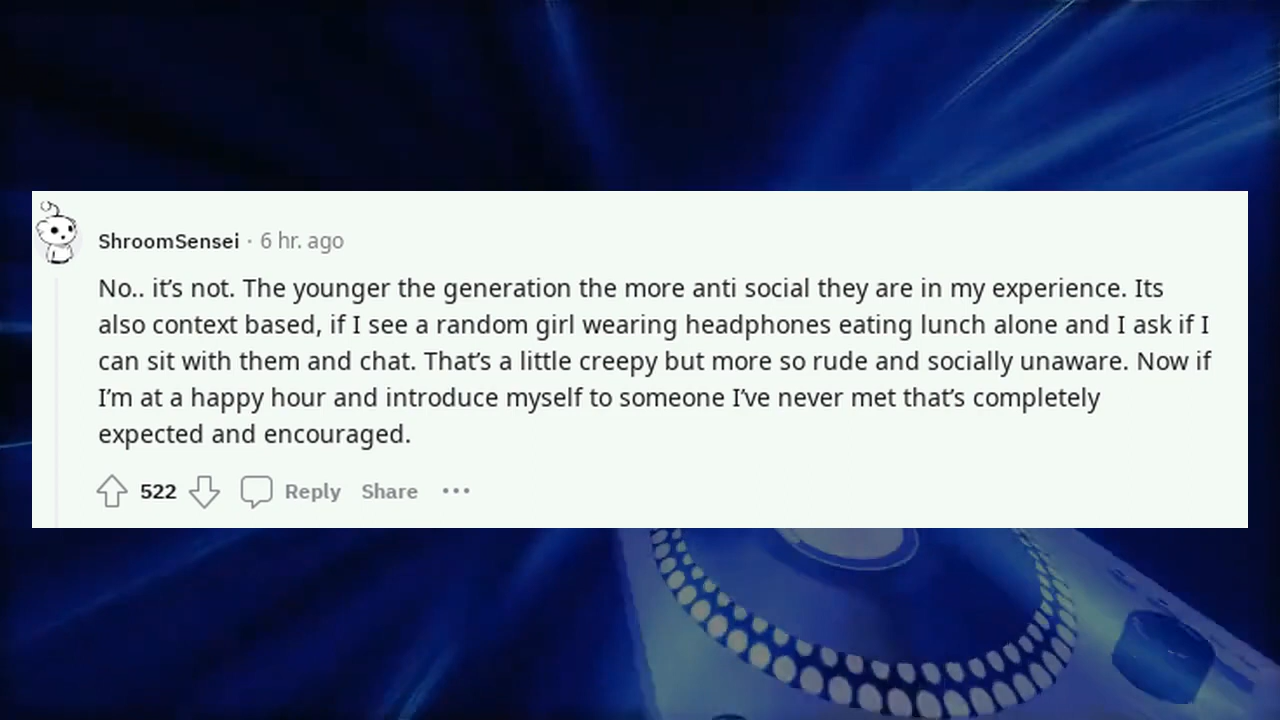 ShroomSensei · 6 hr. ago
No.. it’s not. The younger the generation the more anti social they are in my experience. Its
also context based, if I see a random girl wearing headphones eating lunch alone and I ask if I
can sit with them and chat. That’s a little creepy but more so rude and socially unaware. Now if
I’m at a happy hour and introduce myself to someone I’ve never met that’s completely
expected and encouraged.
522 Reply Share •••